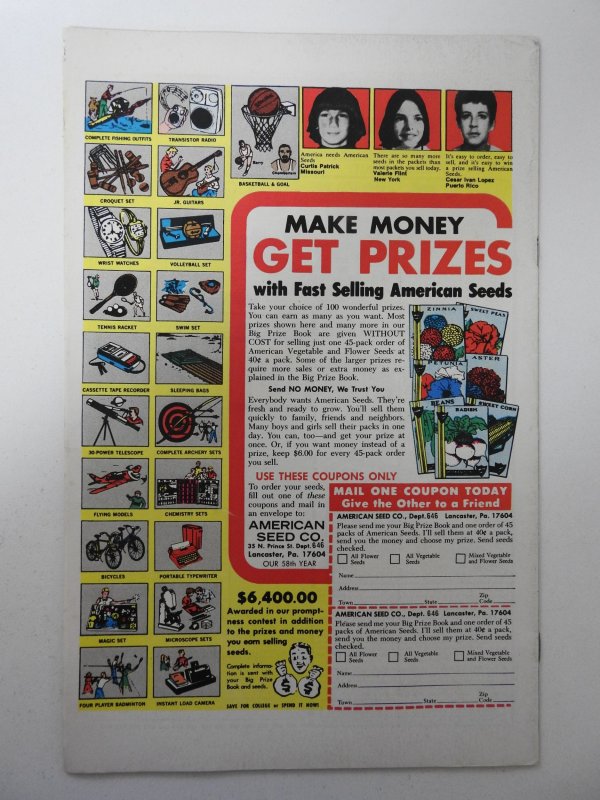 COMPLETE FISHING OUTFITS
TRANSISTOR RADIO
CROQUET SET
JR. GUITARS
WRIST WATCHES
VOLLEYBALL SET
TENNIS RACKET
SWIM SET
CASSETTE TAPE RECORDER
SLEEPING BAGS
30-POWER TELESCOPE
COMPLETE ARCHERY SETS
FLYING MODELS
CHEMISTRY SETS
BICYCLES
PORTABLE TYPEWRITER
MAGIC SET
MICROSCOPE SETS
FOUR PLAYER BADMINTON
INSTANT LOAD CAMERA
BASKETBALL & GOAL
America needs American
Seeds
Curtis Patrick
Missouri
There are so many more
seeds in the packets than
most packets you sell today.
Valerie Flint
New York
It's easy to order, easy to
sell, and it's easy to win
a prize selling American
Seeds.
Cesar Ivan Lopez
Puerto Rico
MAKE MONEY
GET PRIZES
with Fast Selling American Seeds
Take your choice of 100 wonderful prizes.
You can earn as many as you want. Most
prizes shown here and many more in our
Big Prize Book are given WITHOUT
COST for selling just one 45-pack order of
American Vegetable and Flower Seeds at
40¢ a pack. Some of the larger prizes re-
quire more sales or extra money as ex-
plained in the Big Prize Book.
Send NO MONEY, We Trust You
Everybody wants American Seeds. They're
fresh and ready to grow. You'll sell them
quickly to family, friends and neighbors.
Many boys and girls sell their packs in one
day. You, can, too—and get your prize at
once. Or, if you want money instead of a
prize, keep $6.00 for every 45-pack order
you sell.
ZINNIA
SWEET PEAS
PETUNIA
ASTER
BEANS
RADISH
SWEET CORN
USE THESE COUPONS ONLY
To order your seeds,
fill out one of these
coupons and mail in
an envelope to:
AMERICAN
SEED CO.
35 N. Prince St. Dept. 646
Lancaster, Pa. 17604
OUR 58th YEAR
MAIL ONE COUPON TODAY
Give the Other to a Friend
AMERICAN SEED CO., Dept. 646 Lancaster, Pa. 17604
Please send me your Big Prize Book and one order of 45
packs of American Seeds. I'll sell them at 40¢ a pack,
send you the money and choose my prize. Send seeds
checked.
All Flower
Seeds
All Vegetable
Seeds
Mixed Vegetable
and Flower Seeds
Name
Address
Town State Zip Code
AMERICAN SEED CO., Dept. 646 Lancaster, Pa. 17604
Please send me your Big Prize Book and one order of 45
packs of American Seeds. I'll sell them at 40¢ a pack,
send you the money and choose my prize. Send seeds
checked.
All Flower
Seeds
All Vegetable
Seeds
Mixed Vegetable
and Flower Seeds
Name
Address
Town State Zip Code
$6,400.00
Awarded in our prompt-
ness contest in addition
to the prizes and money
you earn selling
seeds.
Complete informa-
tion is sent with
your Big Prize
Book and seeds.
$ $
SAVE FOR COLLEGE or SPEND IT NOW!